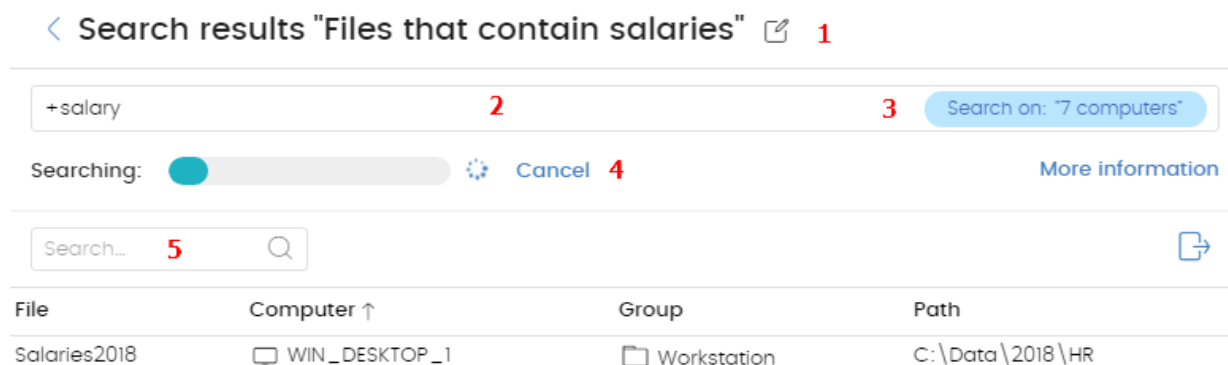 Search results "Files that contain salaries" 1
+salary 2 3 Search on: "7 computers"
Searching: Cancel 4 More information
Search... 5
File Computer ↑ Group Path
Salaries2018 WIN_DESKTOP_1 Workstation C:\Data\2018\HR